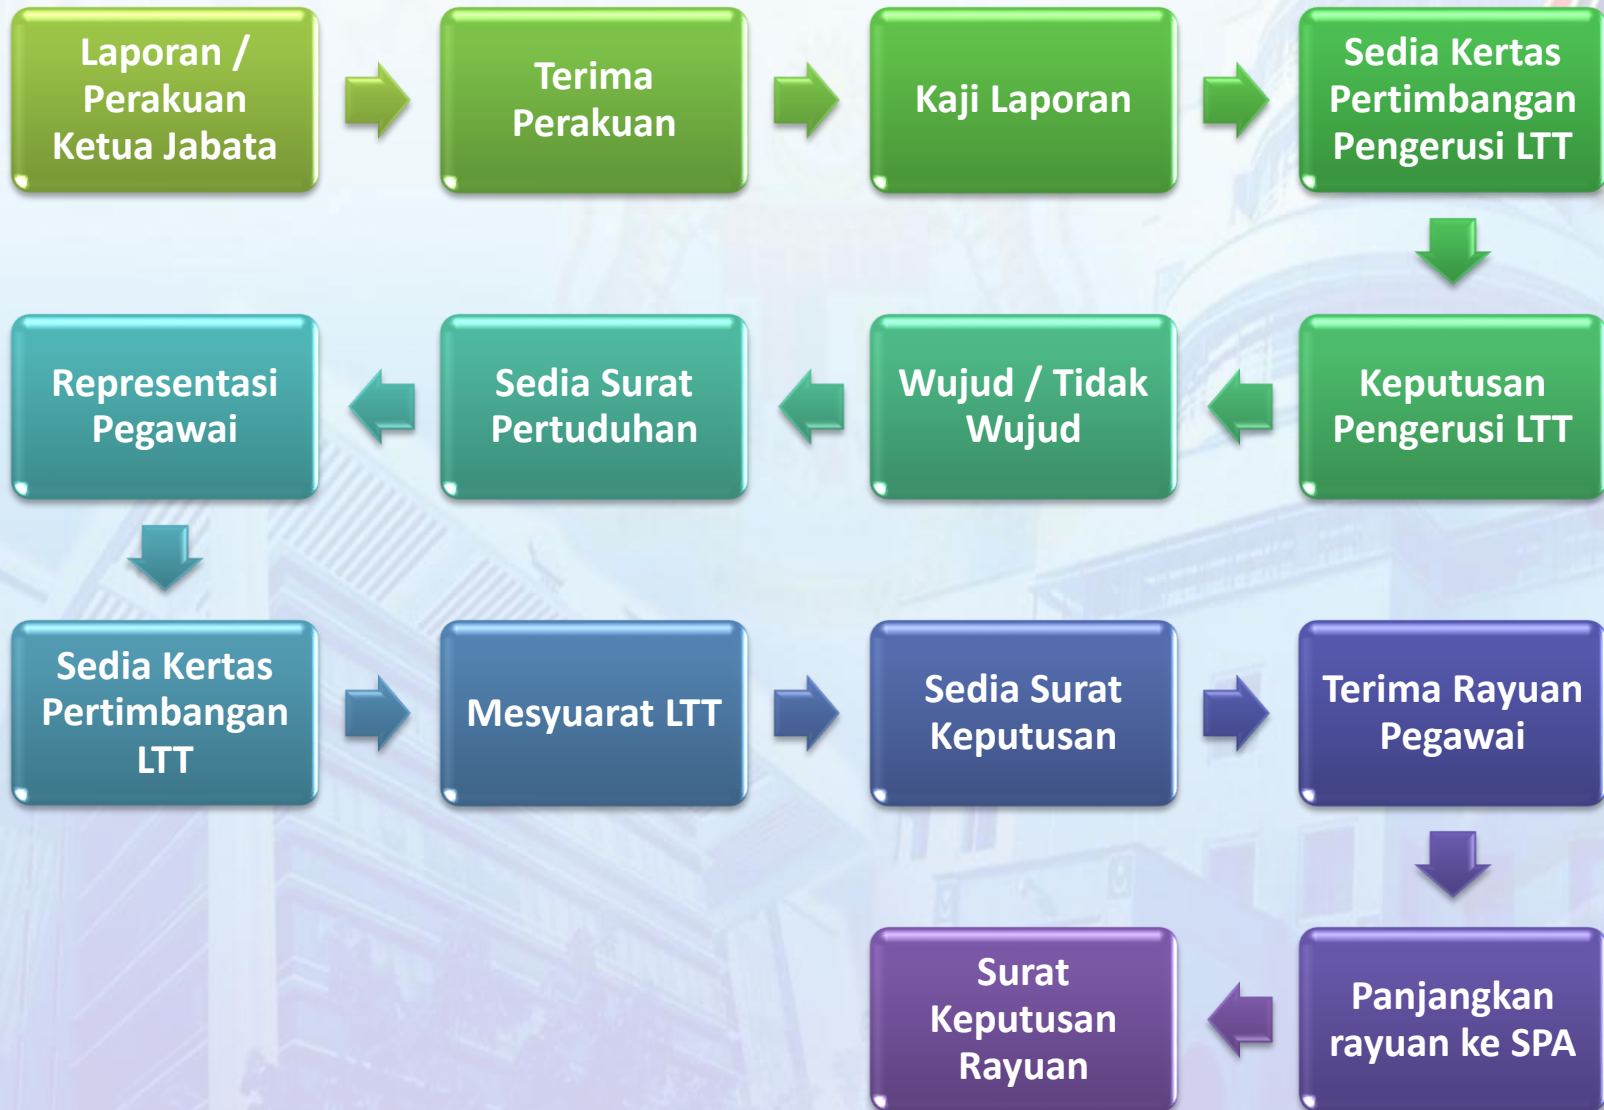 Laporan /
Perakuan
Ketua Jabata
Terima
Perakuan
Kaji Laporan
Sedia Kertas
Pertimbangan
Pengerusi LTT
Keputusan
Pengerusi LTT
Wujud / Tidak
Wujud
Sedia Surat
Pertuduhan
Representasi
Pegawai
Sedia Kertas
Pertimbangan
LTT
Mesyuarat LTT
Sedia Surat
Keputusan
Terima Rayuan
Pegawai
Panjangkan
rayuan ke SPA
Surat
Keputusan
Rayuan